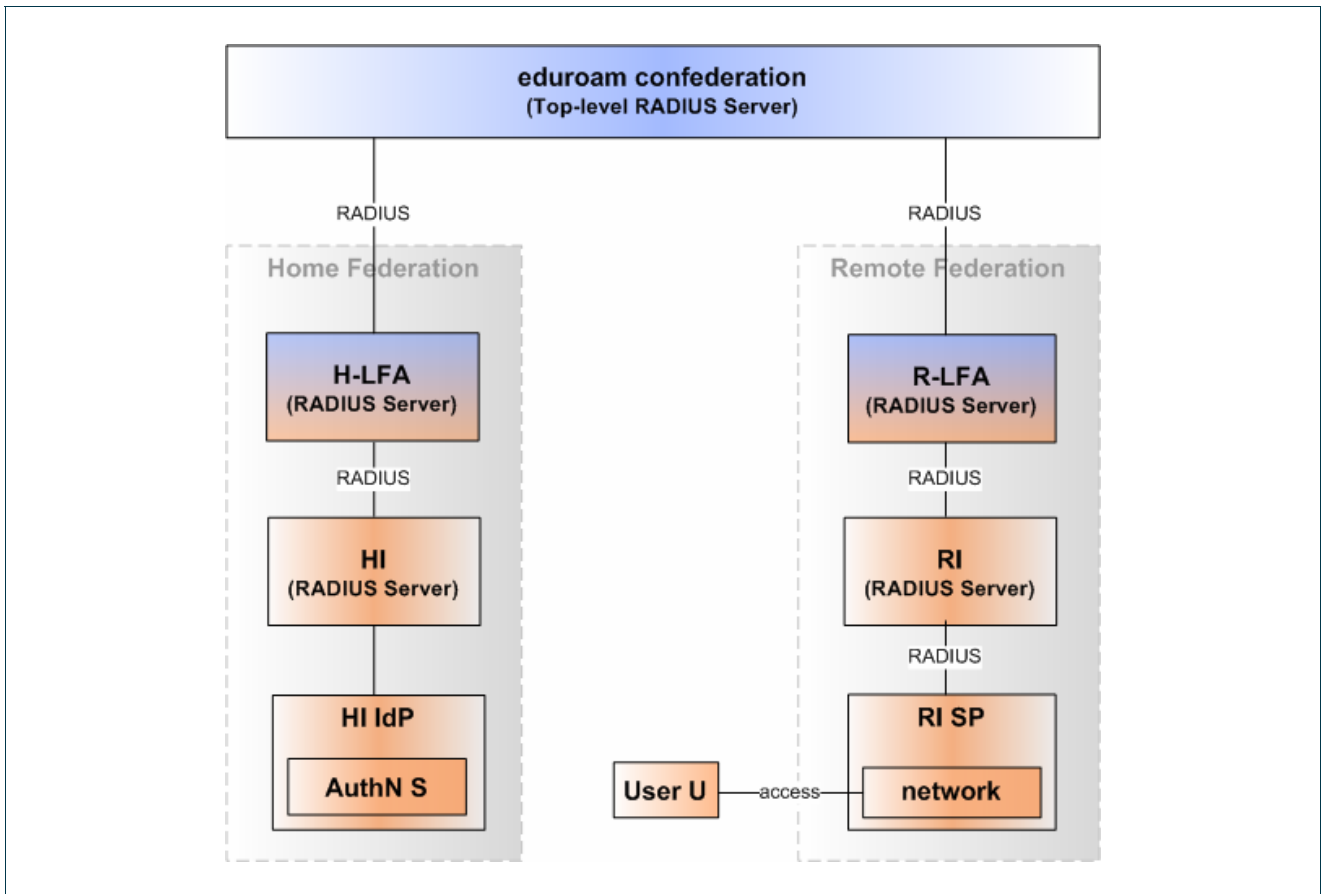 eduroam confederation
(Top-level RADIUS Server)
RADIUS
RADIUS
Home Federation
Remote Federation
H-LFA
(RADIUS Server)
R-LFA
(RADIUS Server)
RADIUS
RADIUS
HI
(RADIUS Server)
RI
(RADIUS Server)
RADIUS
HI IdP
RI SP
AuthN S
User U
access
network